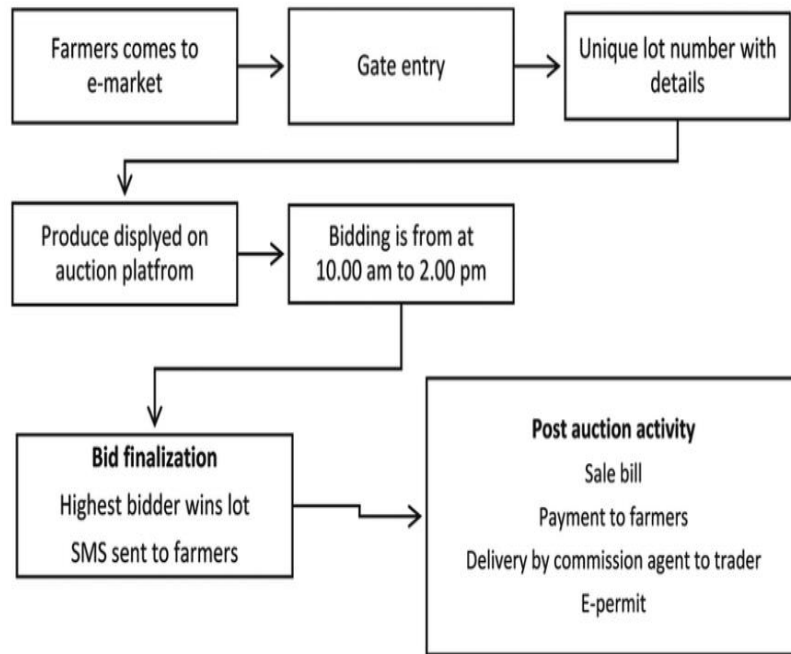 Farmers comes to
e-market
Gate entry
Unique lot number with
details
Produce displyed on
auction platfrom
Bidding is from at
10.00 am to 2.00 pm
Bid finalization
Highest bidder wins lot
SMS sent to farmers
Post auction activity
Sale bill
Payment to farmers
Delivery by commission agent to trader
E-permit